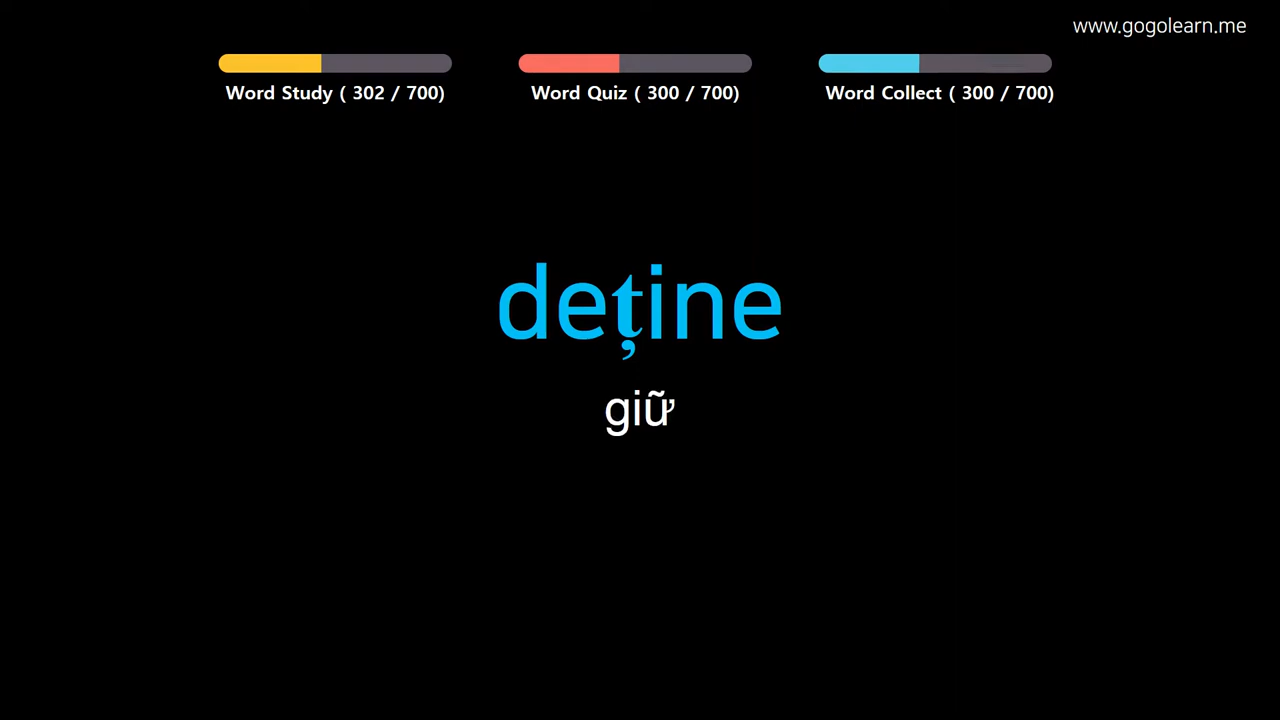 www.gogolearn.me
Word Study ( 302 / 700)
Word Quiz ( 300 / 700)
Word Collect ( 300 / 700)
deține
giữ